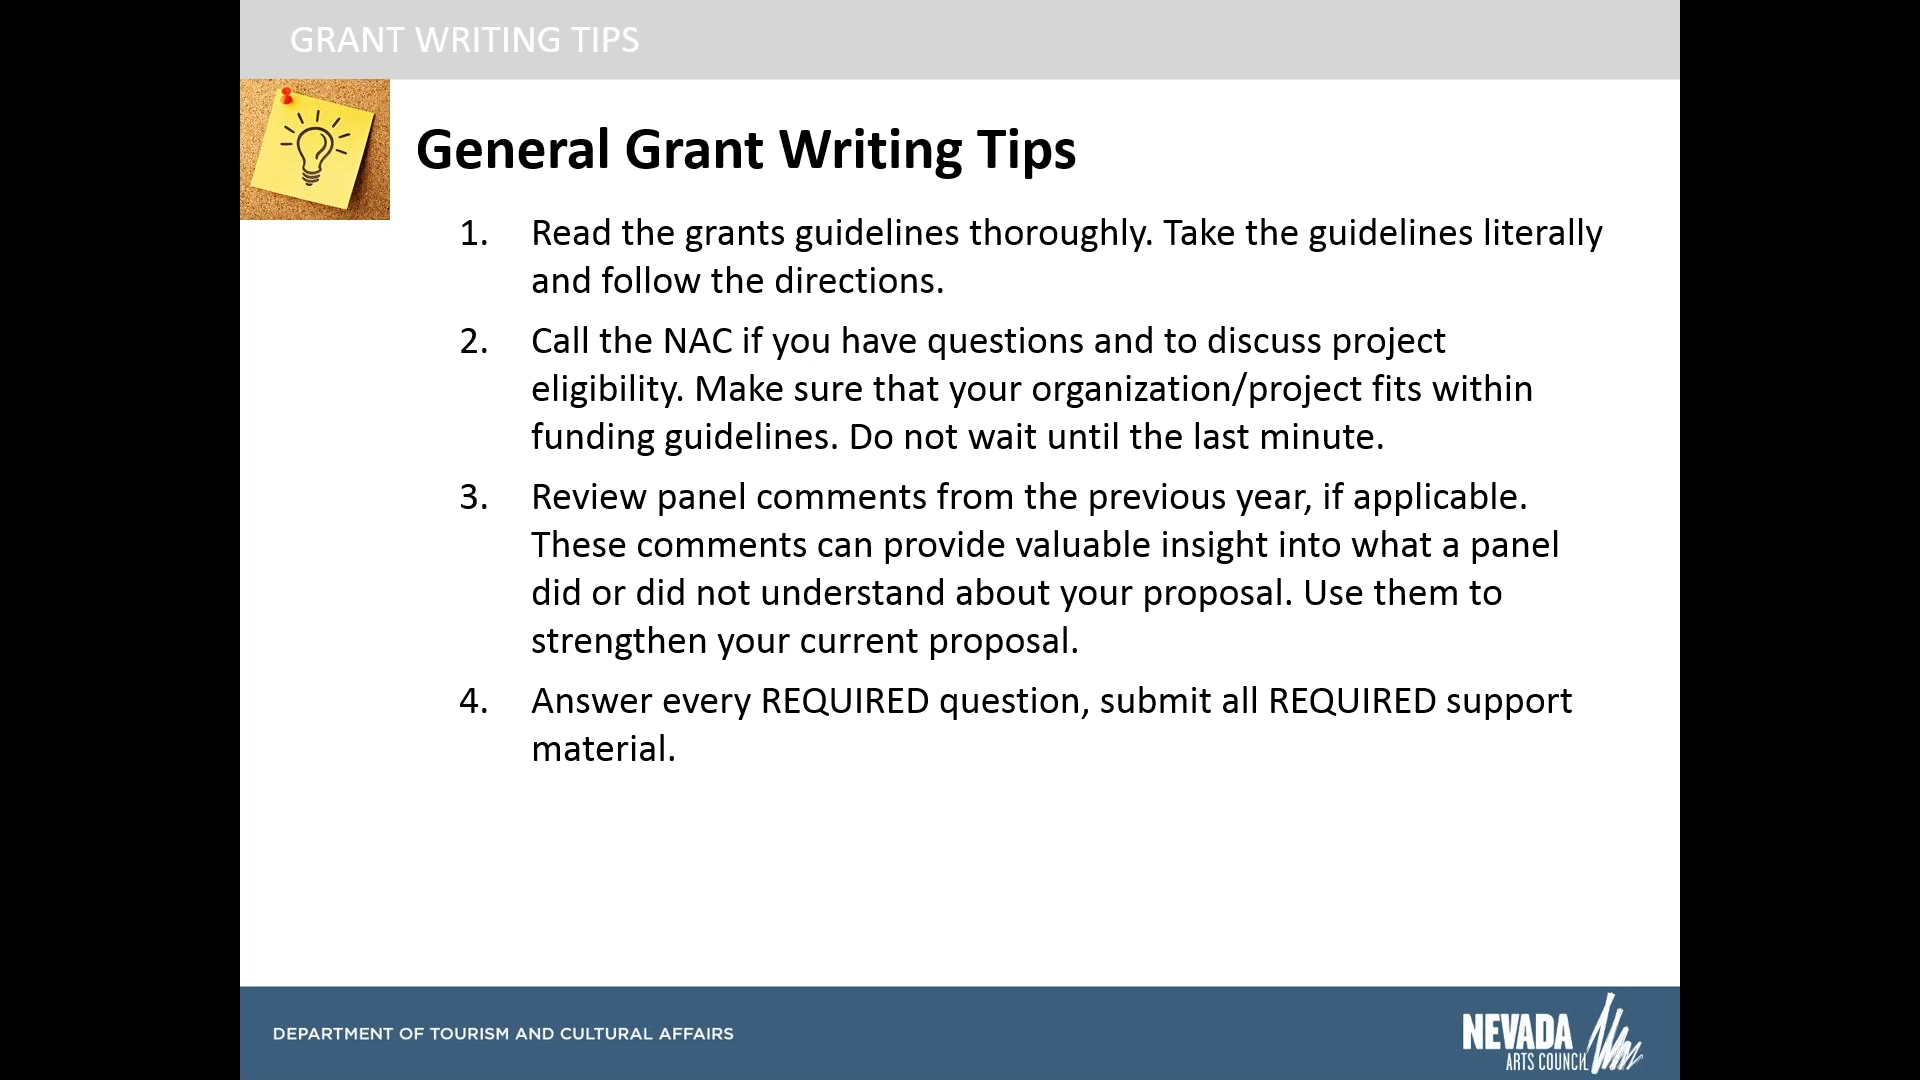 GRANT WRITING TIPS
General Grant Writing Tips
1. Read the grants guidelines thoroughly. Take the guidelines literally
and follow the directions.
2. Call the NAC if you have questions and to discuss project
eligibility. Make sure that your organization/project fits within
funding guidelines. Do not wait until the last minute.
3. Review panel comments from the previous year, if applicable.
These comments can provide valuable insight into what a panel
did or did not understand about your proposal. Use them to
strengthen your current proposal.
4. Answer every REQUIRED question, submit all REQUIRED support
material.
DEPARTMENT OF TOURISM AND CULTURAL AFFAIRS
NEVADA
ARTS COUNCIL